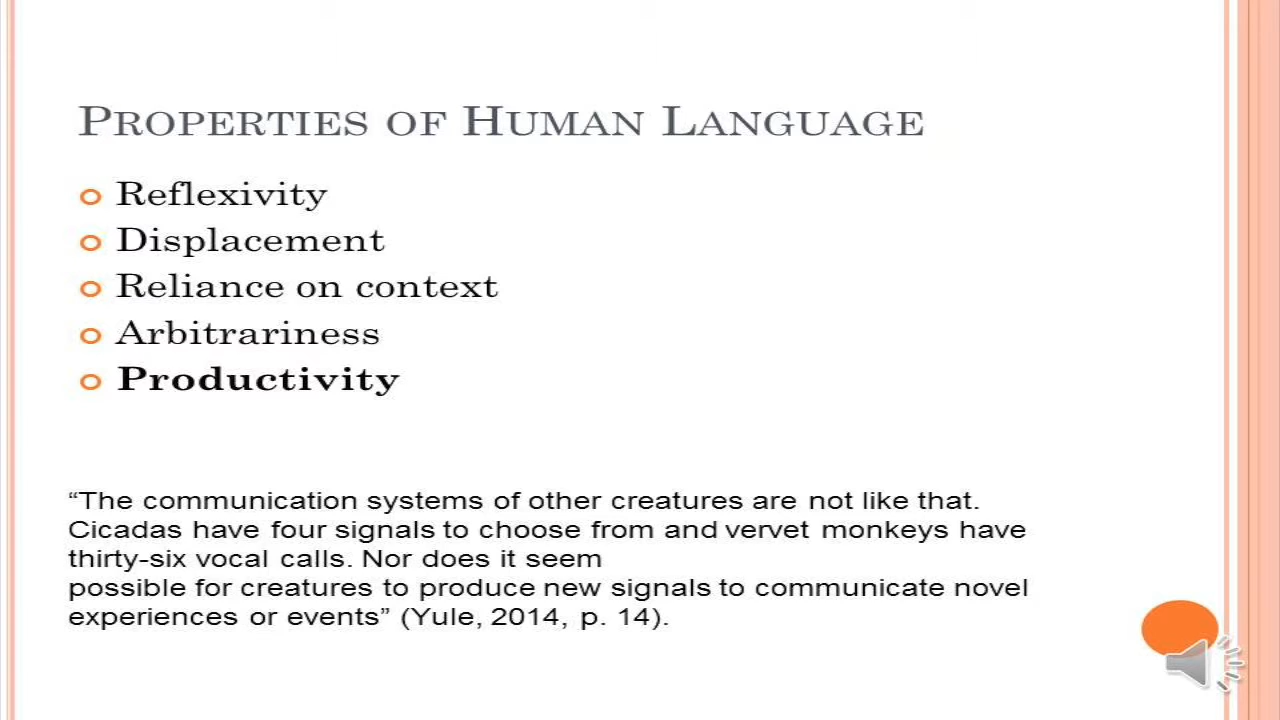 PROPERTIES OF HUMAN LANGUAGE
Reflexivity
Displacement
Reliance on context
Arbitrariness
Productivity
“The communication systems of other creatures are not like that.
Cicadas have four signals to choose from and vervet monkeys have
thirty-six vocal calls. Nor does it seem
possible for creatures to produce new signals to communicate novel
experiences or events” (Yule, 2014, p. 14).